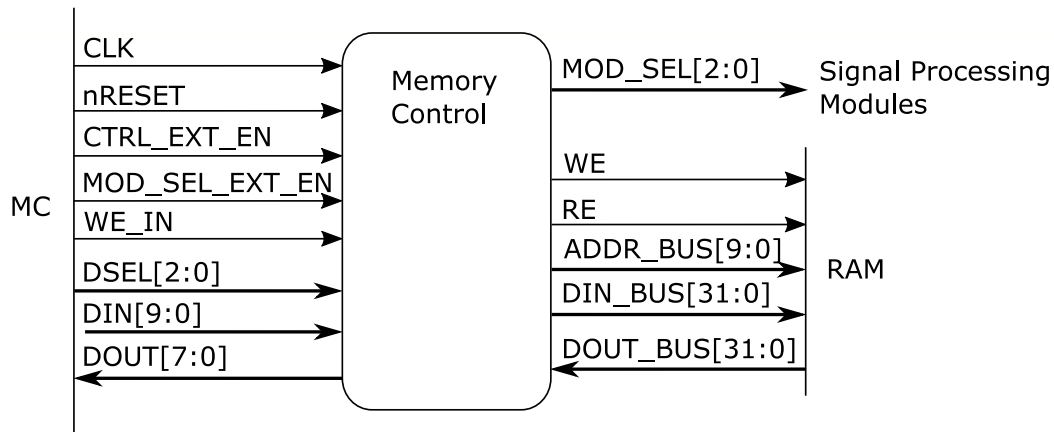 MC
CLK
nRESET
CTRL_EXT_EN
MOD_SEL_EXT_EN
WE_IN
DSEL[2:0]
DIN[9:0]
DOUT[7:0]
Memory
Control
MOD_SEL[2:0]
Signal Processing
Modules
WE
RE
ADDR_BUS[9:0]
DIN_BUS[31:0]
DOUT_BUS[31:0]
RAM